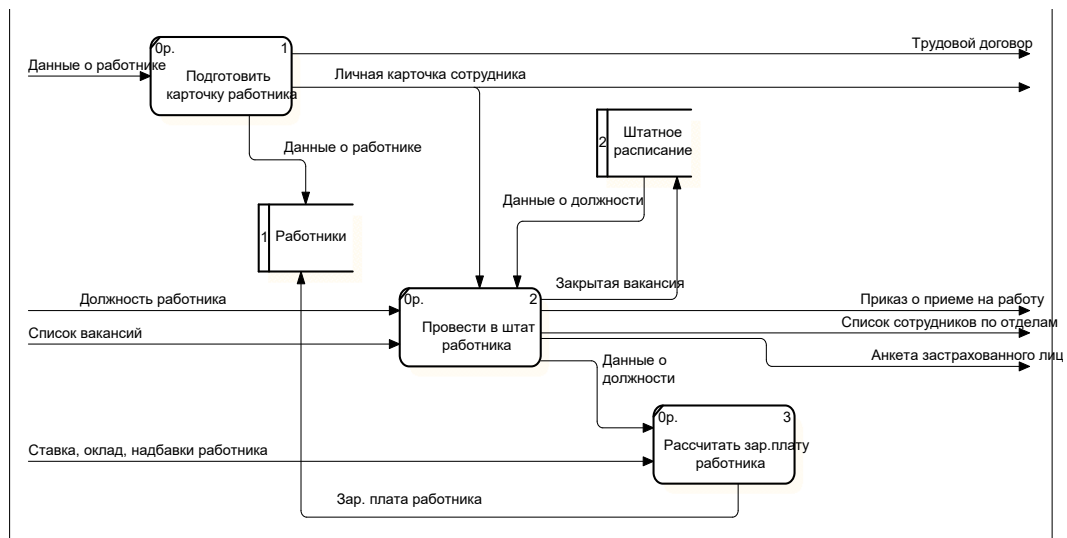 Трудовой договор
0р.
1
Данные о работнике
Подготовить
карточку работника
Личная карточка сотрудника
2
Штатное
расписание
Данные о работнике
Данные о должности
1
Работники
Закрытая вакансия
Должность работника
0р.
2
Приказ о приеме на работу
Список вакансий
Провести в штат
работника
Список сотрудников по отделам
Анкета застрахованного лиц
Данные о
должности
0р.
3
Ставка, оклад, надбавки работника
Рассчитать зар.плату
работника
Зар. плата работника